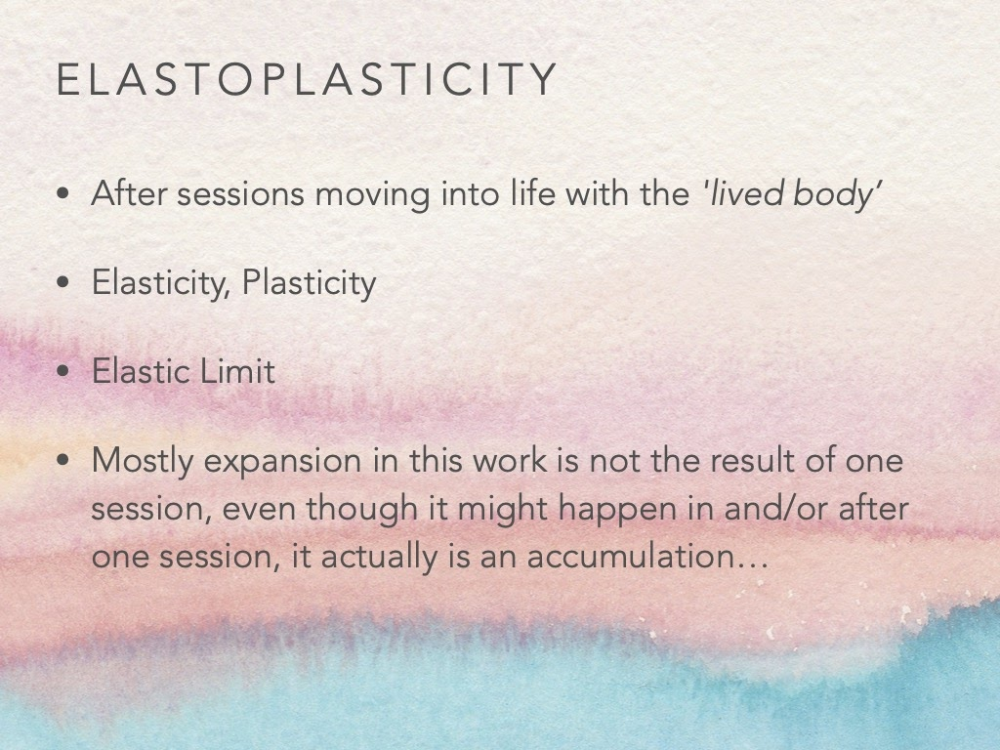 ELASTOPLASTICITY
• After sessions moving into life with the 'lived body’
• Elasticity, Plasticity
• Elastic Limit
• Mostly expansion in this work is not the result of one
session, even though it might happen in and/or after
one session, it actually is an accumulation…